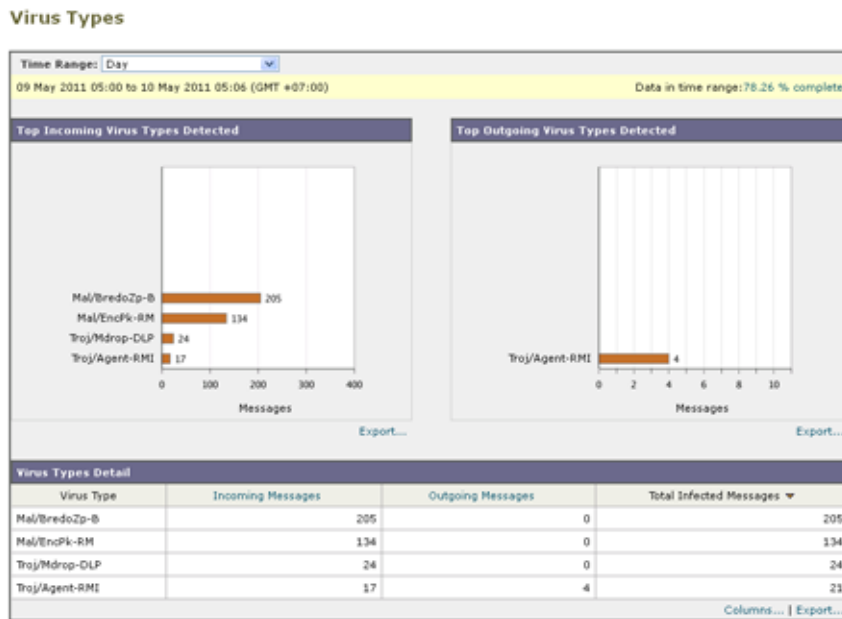 Virus Types
Time Range: Day
09 May 2011 05:00 to 10 May 2011 05:06 (GMT +07:00) Data in time range:78.26 % complete
Top Incoming Virus Types Detected
Mal/BredoZp-B 205
Mal/EncPk-RM 134
Troj/Mdrop-DLP 24
Troj/Agent-RMI 17
0 100 200 300 400
Messages
Export...
Top Outgoing Virus Types Detected
Troj/Agent-RMI 4
0 2 4 6 8 10
Messages
Export...
Virus Types Detail
Virus Type Incoming Messages Outgoing Messages Total Infected Messages
Mal/BredoZp-B 205 0 205
Mal/EncPk-RM 134 0 134
Troj/Mdrop-DLP 24 0 24
Troj/Agent-RMI 17 4 21
Columns... | Export...